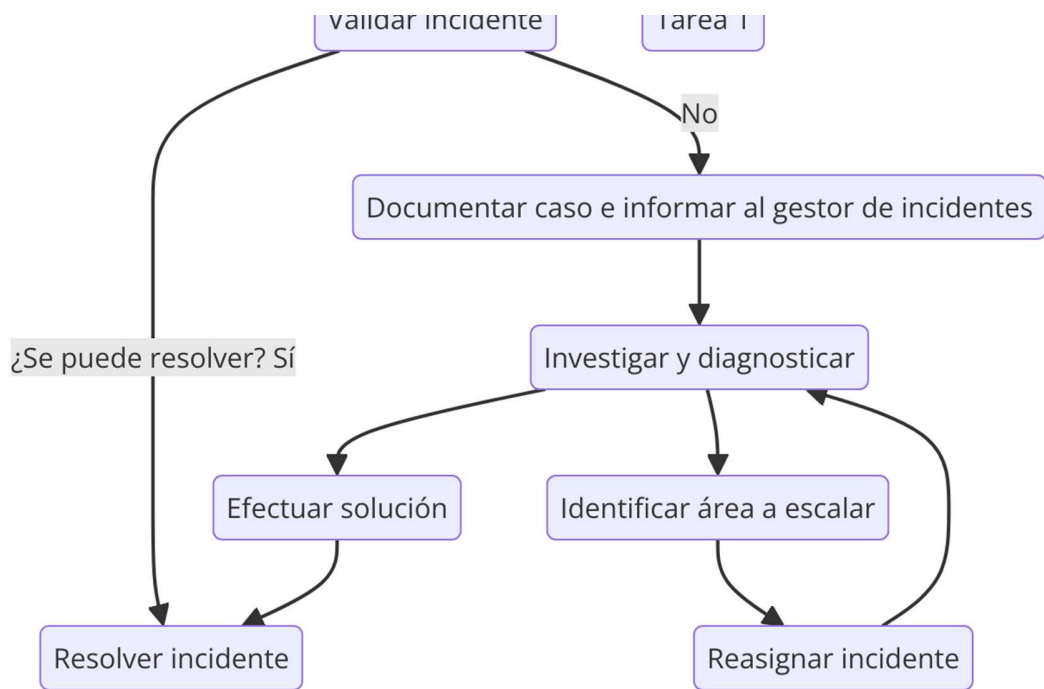 Validar incidente
Tarea 1
No
Documentar caso e informar al gestor de incidentes
¿Se puede resolver? Sí
Investigar y diagnosticar
Efectuar solución
Identificar área a escalar
Resolver incidente
Reasignar incidente